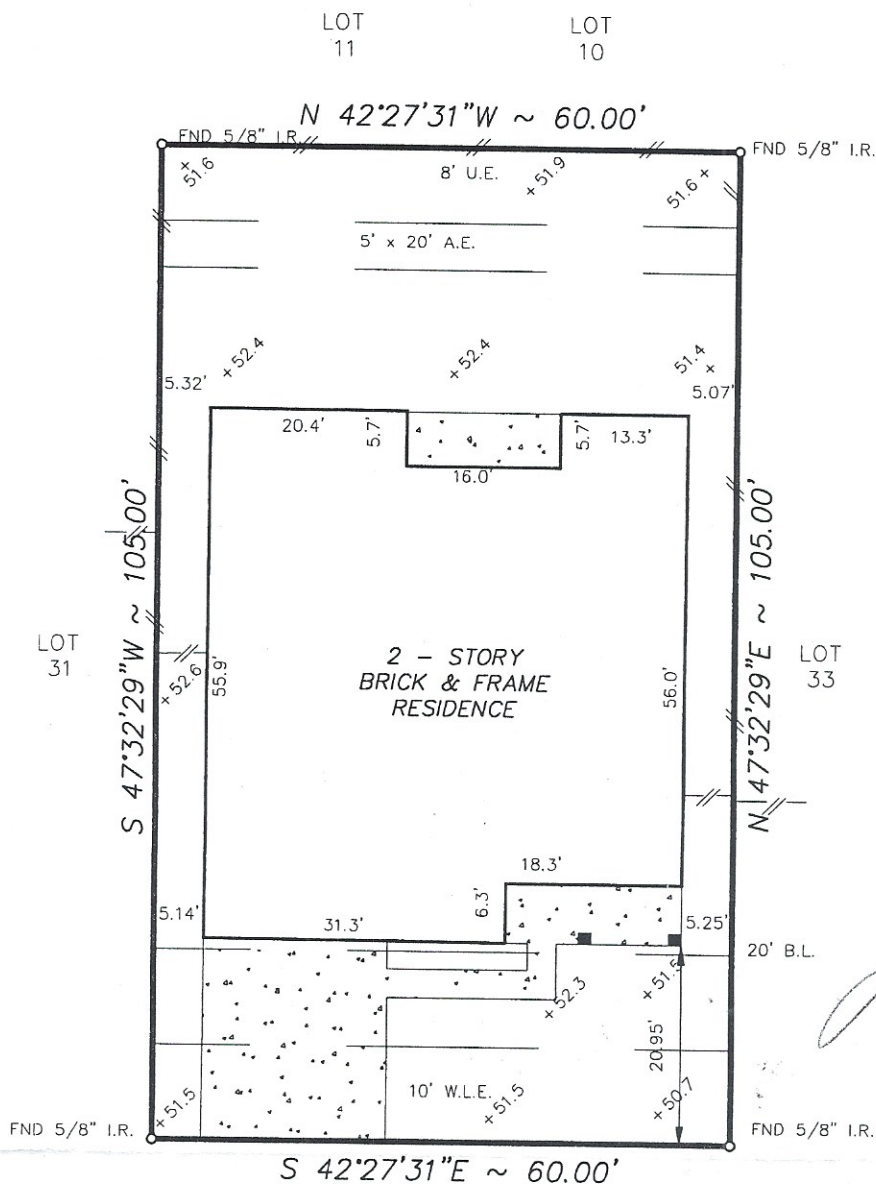 LOT
11
LOT
10
N 42°27'31"W ~ 60.00'
FND 5/8" I.R.
FND 5/8" I.R.
51.6
8' U.E.
51.9
51.6
5' x 20' A.E.
52.4
52.4
51.4
5.32'
5.07'
20.4'
5.7'
16.0'
5.7'
13.3'
S 47°32'29"W ~ 105.00'
N 47°32'29"E ~ 105.00'
LOT
31
52.6
55.9'
2 - STORY
BRICK & FRAME
RESIDENCE
56.0'
LOT
33
18.3'
6.3'
5.14'
31.3'
5.25'
20' B.L.
51.5
52.3
20.95'
10' W.L.E.
51.5
51.5
50.7
FND 5/8" I.R.
FND 5/8" I.R.
S 42°27'31"E ~ 60.00'